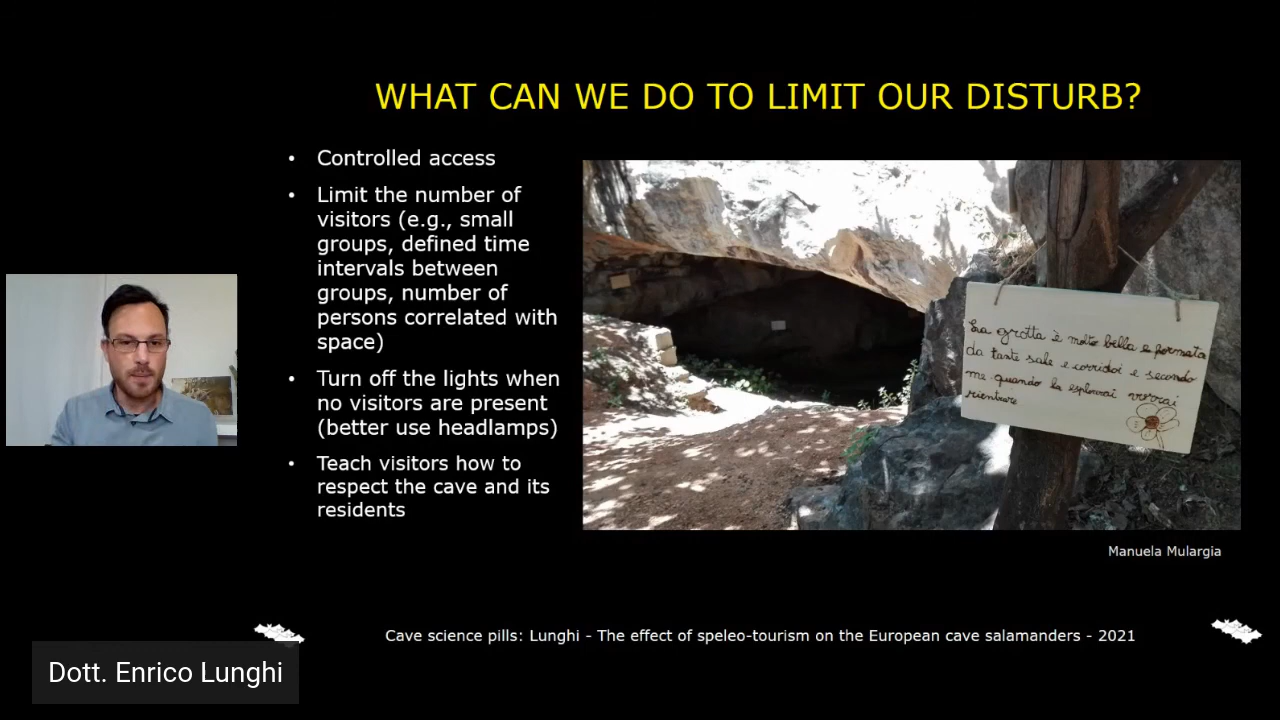 WHAT CAN WE DO TO LIMIT OUR DISTURB?
• Controlled access
• Limit the number of
visitors (e.g., small
groups, defined time
intervals between
groups, number of
persons correlated with
space)
• Turn off the lights when
no visitors are present
(better use headlamps)
• Teach visitors how to
respect the cave and its
residents
La grotta è molto bella e formata
da tante sale e corridoi e secondo
me quando la esplorerai vorrai
rientrare
Manuela Mulargia
Cave science pills: Lunghi - The effect of speleo-tourism on the European cave salamanders - 2021
Dott. Enrico Lunghi